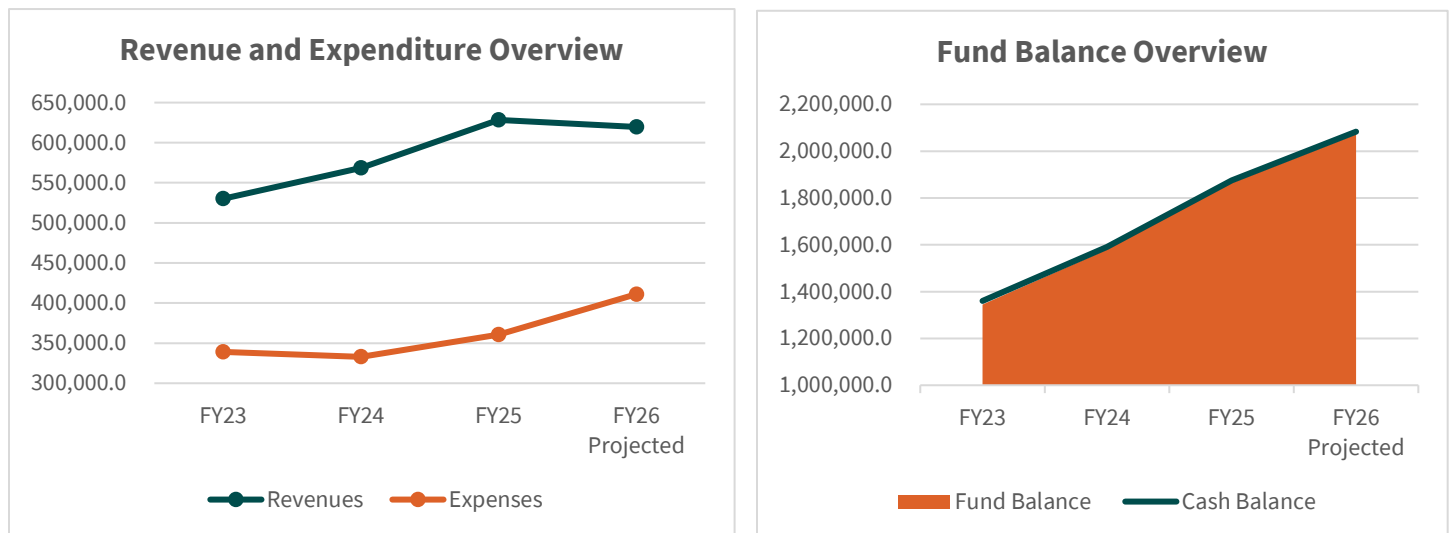 Revenue and Expenditure Overview
650,000.0
600,000.0
550,000.0
500,000.0
450,000.0
400,000.0
350,000.0
300,000.0
FY23 FY24 FY25 FY26
Projected
Revenues Expenses
Fund Balance Overview
2,200,000.0
2,000,000.0
1,800,000.0
1,600,000.0
1,400,000.0
1,200,000.0
1,000,000.0
FY23 FY24 FY25 FY26
Projected
Fund Balance Cash Balance